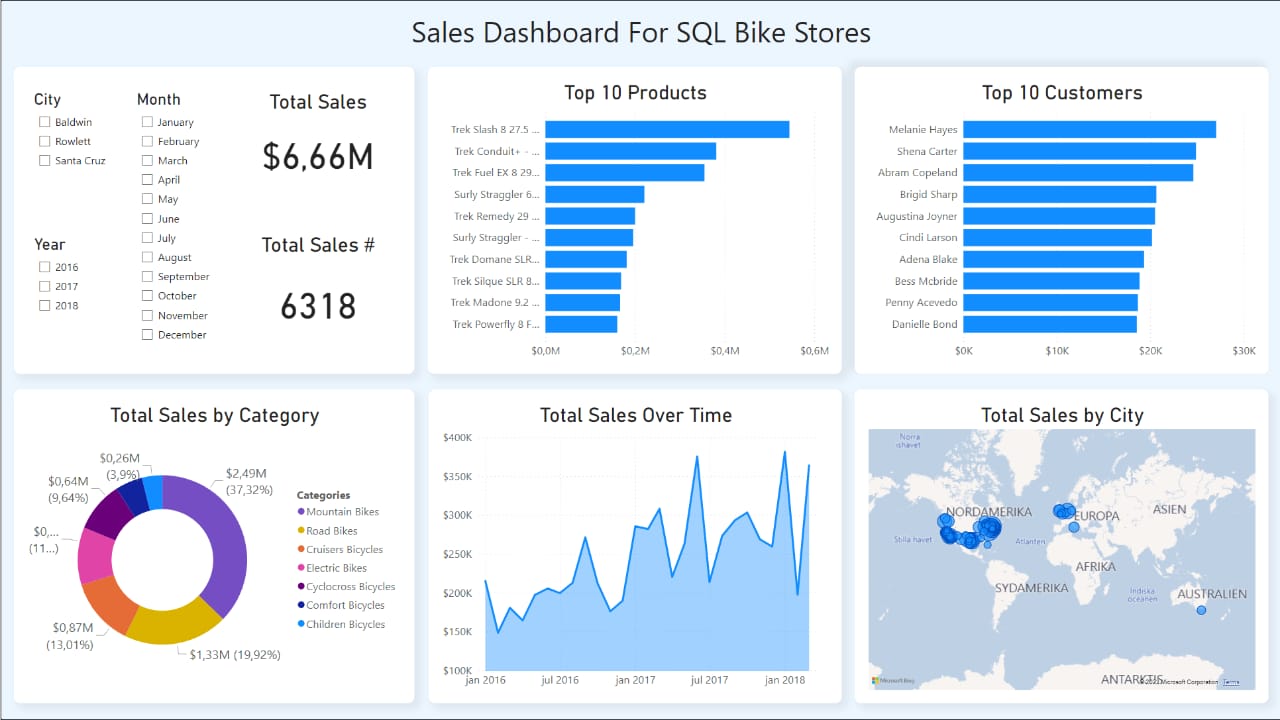 Sales Dashboard For SQL Bike Stores
City
Baldwin
Rowlett
Santa Cruz
Year
2016
2017
2018
Month
January
February
March
April
May
June
July
August
September
October
November
December
Total Sales
$6,66M
Total Sales #
6318
Top 10 Products
Trek Slash 8 27.5 ...
Trek Conduit+ - ...
Trek Fuel EX 8 29...
Surly Straggler 6...
Trek Remedy 29 ...
Surly Straggler - ...
Trek Domane SLR...
Trek Silque SLR 8...
Trek Madone 9.2 ...
Trek Powerfly 8 F...
$0,0M $0,2M $0,4M $0,6M
Top 10 Customers
Melanie Hayes
Shena Carter
Abram Copeland
Brigid Sharp
Augustina Joyner
Cindi Larson
Adena Blake
Bess Mcbride
Penny Acevedo
Danielle Bond
$0K $10K $20K $30K
Total Sales by Category
$2,49M
(37,32%)
$1,33M (19,92%)
$0,87M
(13,01%)
$0,...
(11...)
$0,64M
(9,64%)
$0,26M
(3,9%)
Categories
Mountain Bikes
Road Bikes
Cruisers Bicycles
Electric Bikes
Cyclocross Bicycles
Comfort Bicycles
Children Bicycles
Total Sales Over Time
$400K
$350K
$300K
$250K
$200K
$150K
$100K
jan 2016 jul 2016 jan 2017 jul 2017 jan 2018
Total Sales by City
Norra
ishavet
NORDAMERIKA
EUROPA
ASIEN
Stilla havet
Atlanten
AFRIKA
SYDAMERIKA
Indiska
oceanen
AUSTRALIEN
ANTARKTIS
Microsoft Bing
Microsoft Corporation
Terms